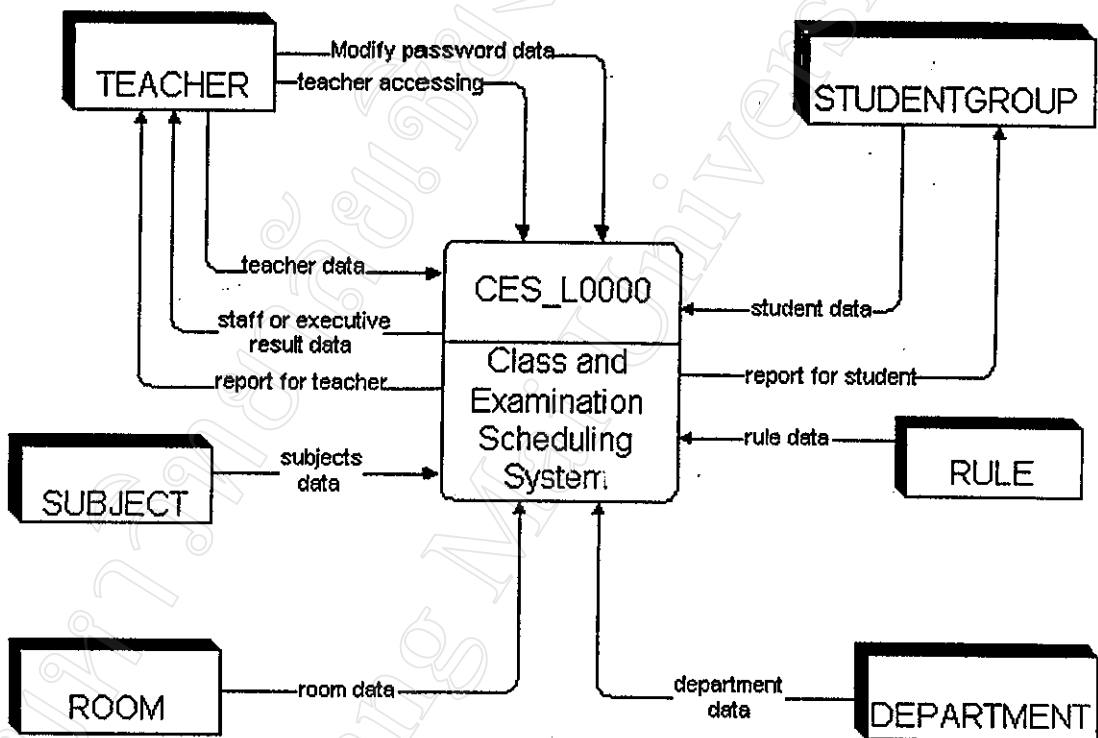 Modify password data
TEACHER
teacher accessing
STUDENTGROUP
teacher data
CES_L0000
student data
staff or executive
result data
Class and
Examination
Scheduling
System
report for teacher
report for student
subjects
data
rule data
SUBJECT
RULE
room data
department
data
ROOM
DEPARTMENT